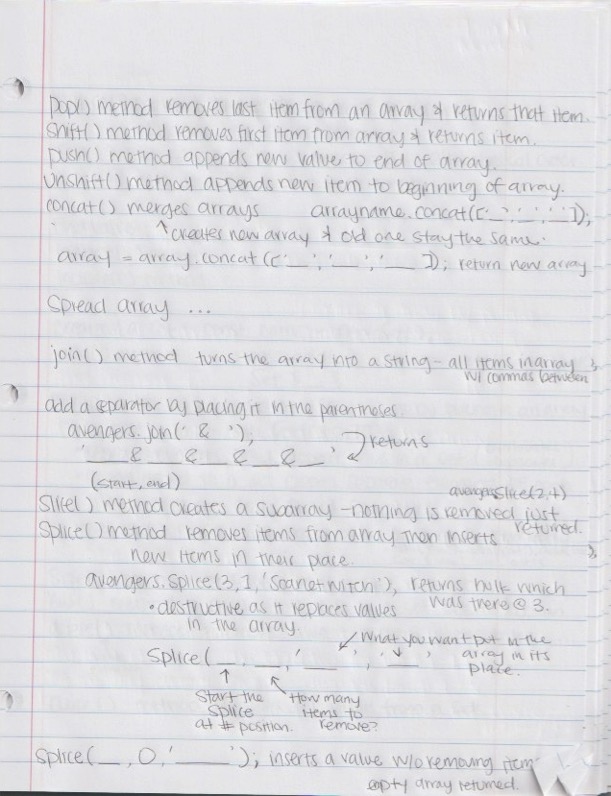 pop() method removes last item from an array & returns that item.
Shift() method removes first item from array & returns item.
push() method appends new value to end of array.
Unshift() method appends new item to beginning of array.
concat() merges arrays arrayname.concat(['_','_','_']);
↑creates new array & old one stay the same.
array = array.concat(['__','__','__']); return new array
Spread array ...
join() method turns the array into a string - all items in array
w/ commas between
add a separator by placing it in the parentheses.
avengers.join(' & '),
'__&__&__&__&__' returns
(start, end)
avengers.Slice(2,4)
Slice() method creates a subarray - nothing is removed just
returned.
Splice() method removes items from array then inserts
new items in their place.
avengers.splice(3, 1, 'Scarlet Witch'), returns hulk which
was there @ 3.
• destructive as it replaces values
in the array.
What you want put in the
array in its
place.
Splice(__, __, '__', '__'
↑
Start the
Splice
at # position.
How many
items to
remove?
Splice(__, 0, '____'); inserts a value w/o removing item
empty array returned.